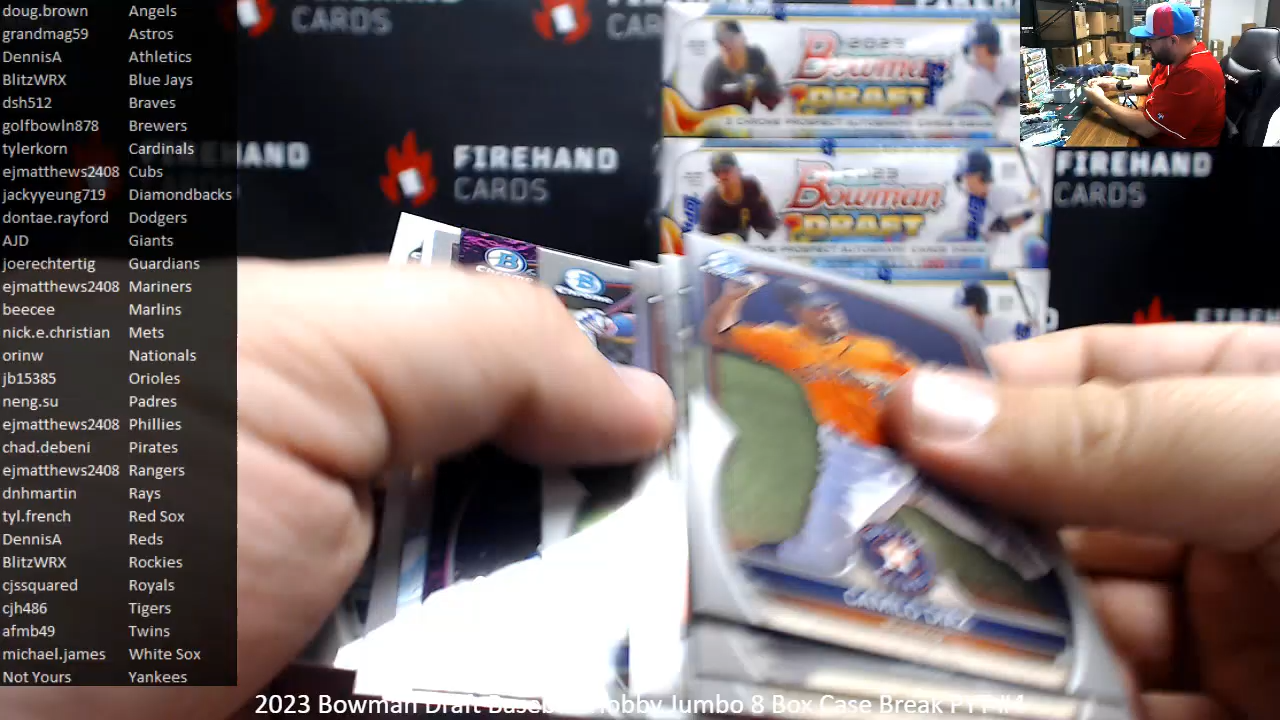 doug.brown Angels
grandmag59 Astros
DennisA Athletics
BlitzWRX Blue Jays
dsh512 Braves
golfbowln878 Brewers
tylerkorn Cardinals
ejmatthews2408 Cubs
jackyyeung719 Diamondbacks
dontae.rayford Dodgers
AJD Giants
joerechtertig Guardians
ejmatthews2408 Mariners
beecee Marlins
nick.e.christian Mets
orinw Nationals
jb15385 Orioles
neng.su Padres
ejmatthews2408 Phillies
chad.debeni Pirates
ejmatthews2408 Rangers
dnhmartin Rays
tyl.french Red Sox
DennisA Reds
BlitzWRX Rockies
cjssquared Royals
cjh486 Tigers
afmb49 Twins
michael.james White Sox
Not Yours Yankees
CARDS
FIREHAND
CARDS
FIREHAND
CARDS
2023
Bowman
DRAFT
Bowman
DRAFT
B
CHROME
B
CHROME
2023 Bowman Draft Hobby Jumbo 8 Box Case Break